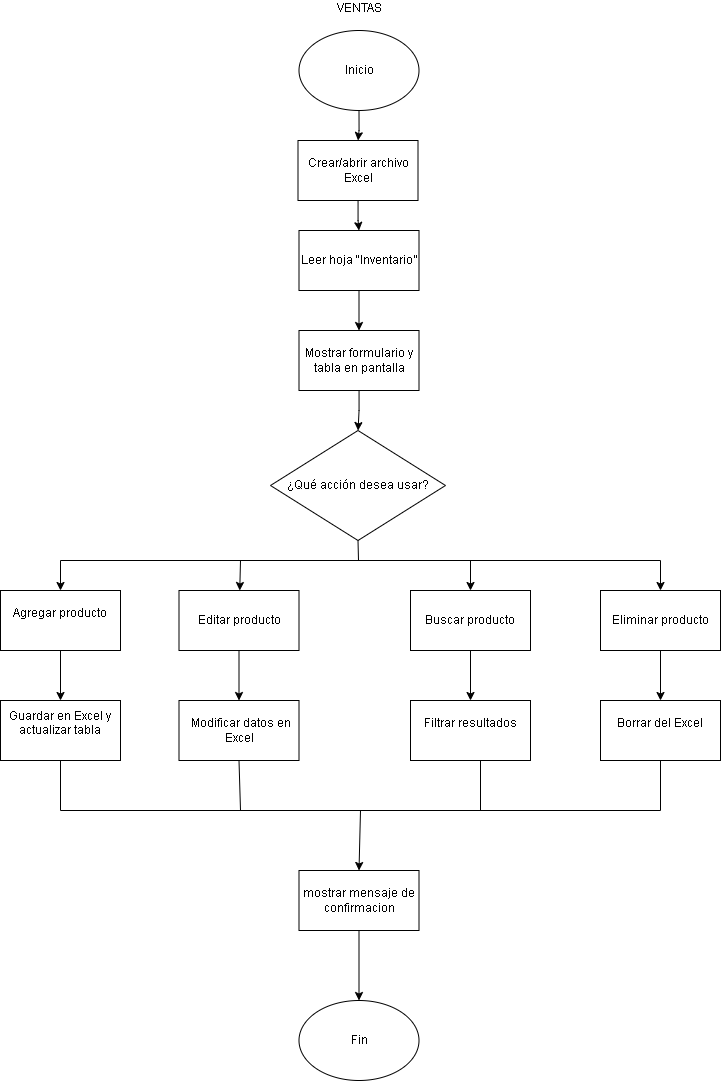 VENTAS
Inicio
Crear/abrir archivo
Excel
Leer hoja "Inventario"
Mostrar formulario y
tabla en pantalla
¿Qué acción desea usar?
Agregar producto
Editar producto
Buscar producto
Eliminar producto
Guardar en Excel y
actualizar tabla
Modificar datos en
Excel
Filtrar resultados
Borrar del Excel
mostrar mensaje de
confirmacion
Fin